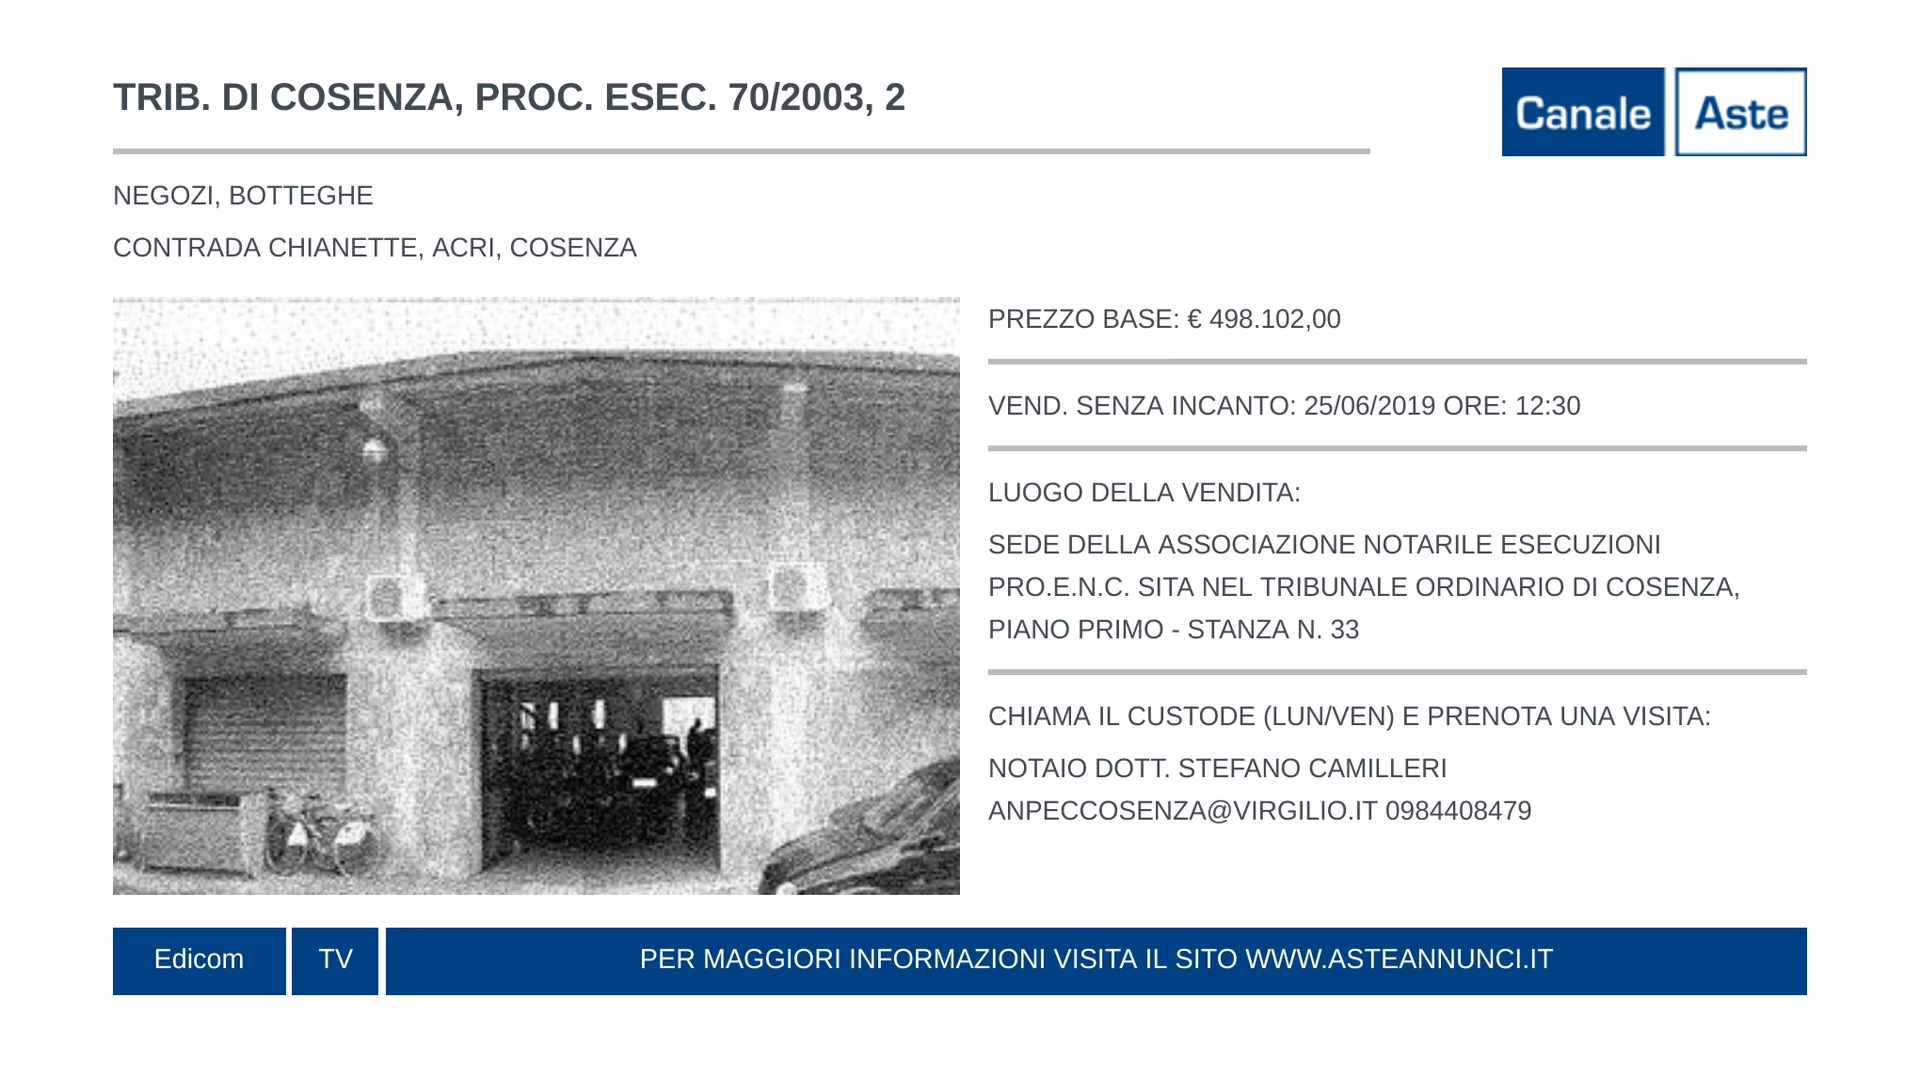 TRIB. DI COSENZA, PROC. ESEC. 70/2003, 2
Canale Aste
NEGOZI, BOTTEGHE
CONTRADA CHIANETTE, ACRI, COSENZA
PREZZO BASE: € 498.102,00
VEND. SENZA INCANTO: 25/06/2019 ORE: 12:30
LUOGO DELLA VENDITA:
SEDE DELLA ASSOCIAZIONE NOTARILE ESECUZIONI
PRO.E.N.C. SITA NEL TRIBUNALE ORDINARIO DI COSENZA,
PIANO PRIMO - STANZA N. 33
CHIAMA IL CUSTODE (LUN/VEN) E PRENOTA UNA VISITA:
NOTAIO DOTT. STEFANO CAMILLERI
ANPECCOSENZA@VIRGILIO.IT 0984408479
Edicom TV PER MAGGIORI INFORMAZIONI VISITA IL SITO WWW.ASTEANNUNCI.IT